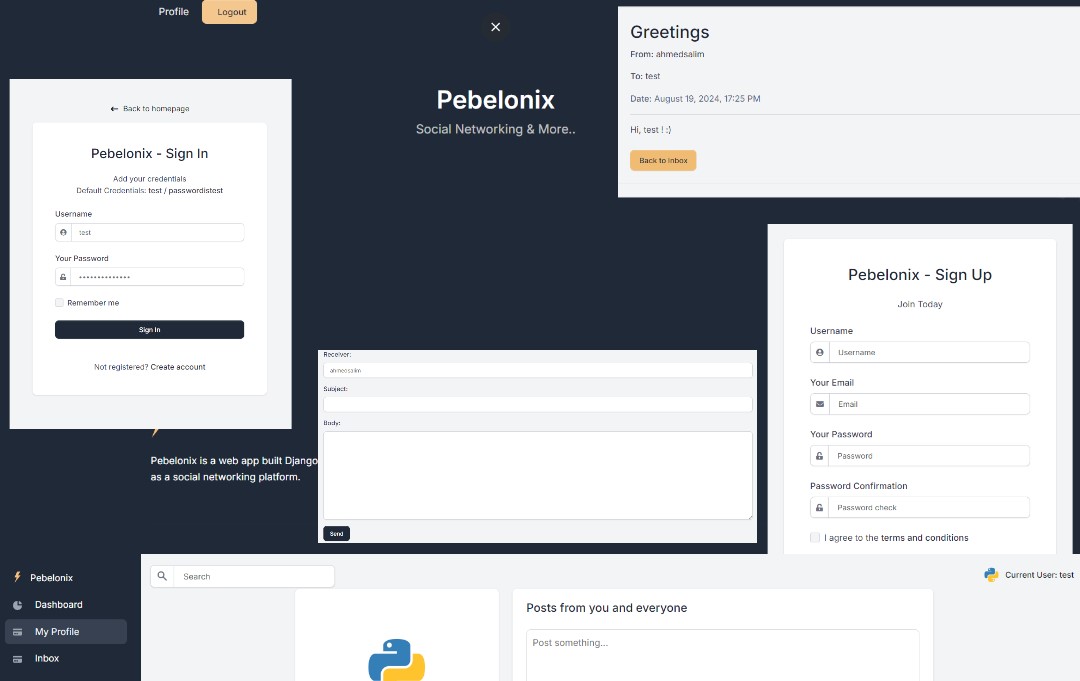 Profile
Logout
Pebelonix
Social Networking & More..
Greetings
From: ahmedsalim
To: test
Date: August 19, 2024, 17:25 PM
Hi, test ! :)
Back to Inbox
Back to homepage
Pebelonix - Sign In
Add your credentials
Default Credentials: test / passwordistest
Username
test
Your Password
Remember me
Sign In
Not registered? Create account
Pebelonix is a web app built Django
as a social networking platform.
Receiver:
ahmedsalim
Subject:
Body:
Send
Pebelonix - Sign Up
Join Today
Username
Username
Your Email
Email
Your Password
Password
Password Confirmation
Password check
I agree to the terms and conditions
Pebelonix
Dashboard
My Profile
Inbox
Search
Current User: test
Posts from you and everyone
Post something...